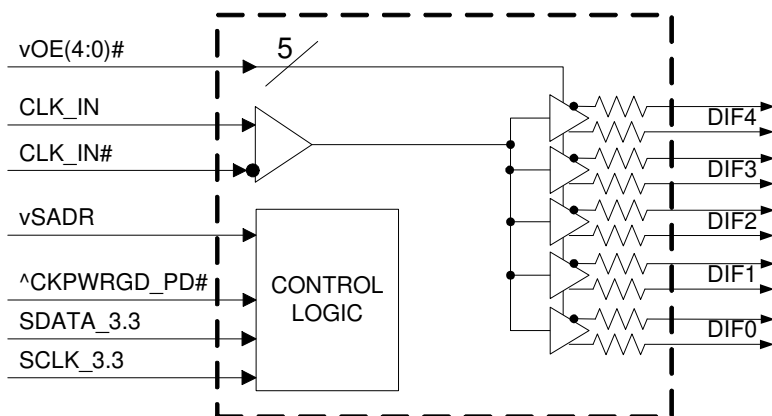 vOE(4:0)#
5
CLK_IN
CLK_IN#
vSADR
^CKPWRGD_PD#
SDATA_3.3
SCLK_3.3
CONTROL
LOGIC
DIF4
DIF3
DIF2
DIF1
DIF0